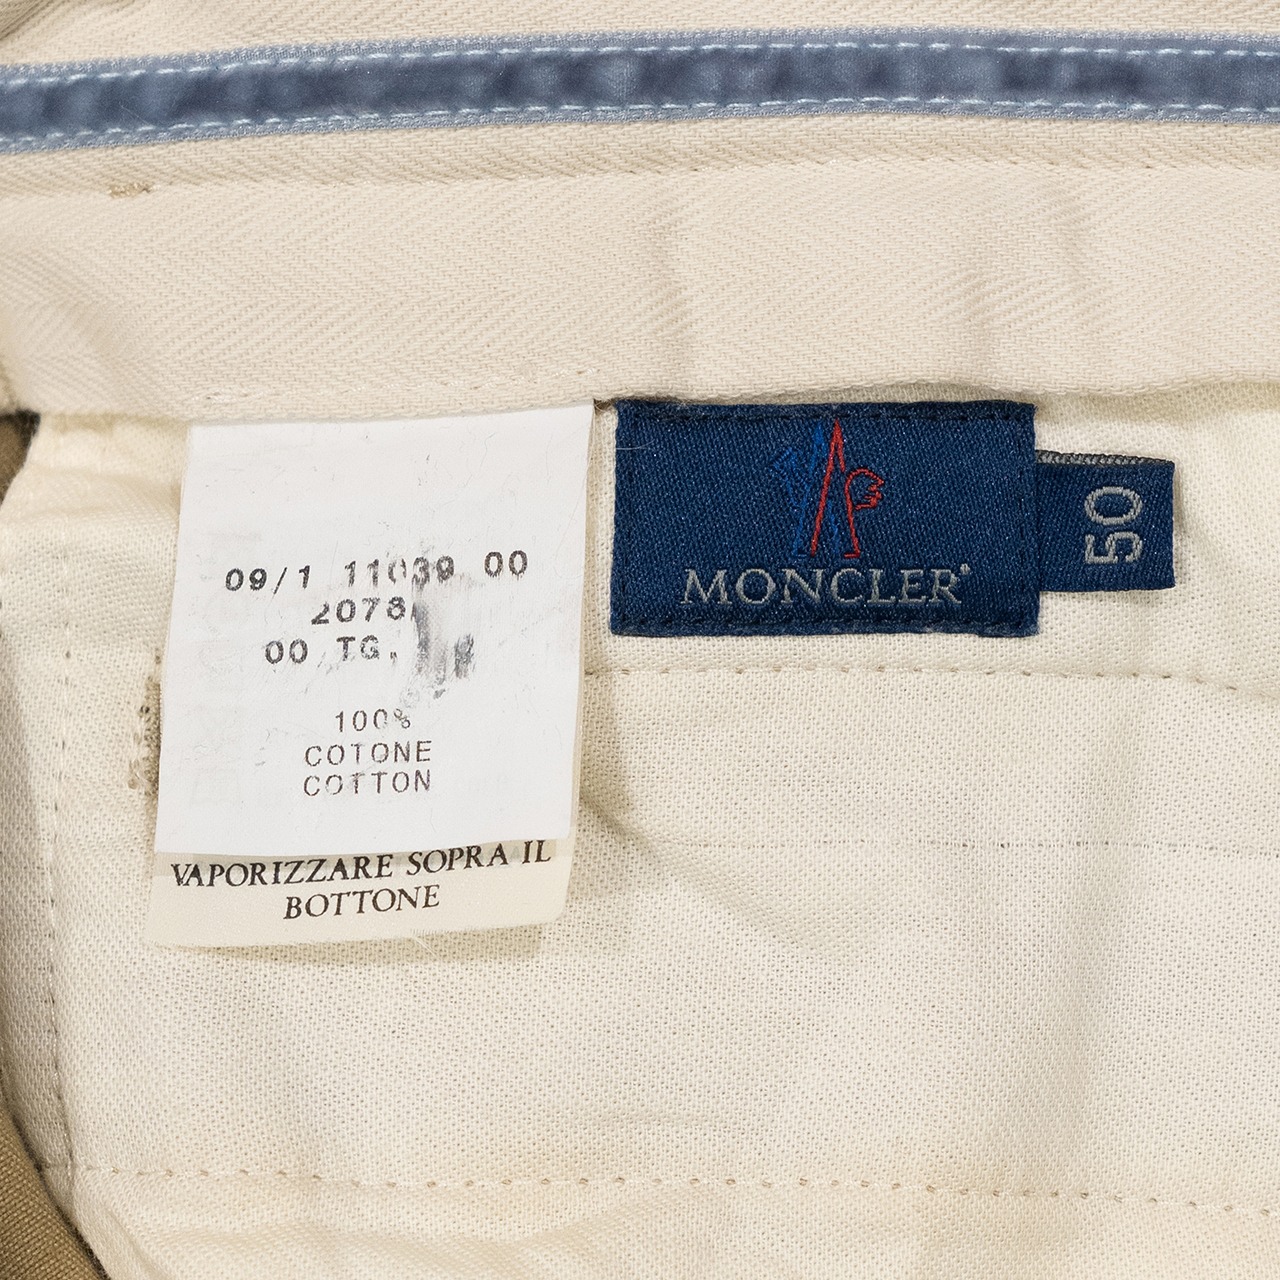 09/1 11039 00
2078
00 TG.
100%
COTONE
COTTON
VAPORIZZARE SOPRA IL
BOTTONE
MONCLER
50